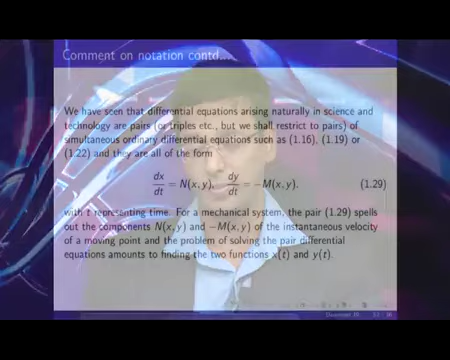 Comment on notation contd....
We have seen that differential equations arising naturally in science and
technology are pairs (or triples etc., but we shall restrict to pairs) of
simultaneous ordinary differential equations such as (1.16), (1.19) or
(1.22) and they are all of the form
dx/dt = N(x, y), dy/dt = −M(x, y). (1.29)
with t representing time. For a mechanical system, the pair (1.29) spells
out the components N(x, y) and −M(x, y) of the instantaneous velocity
of a moving point and the problem of solving the pair differential
equations amounts to finding the two functions x(t) and y(t).